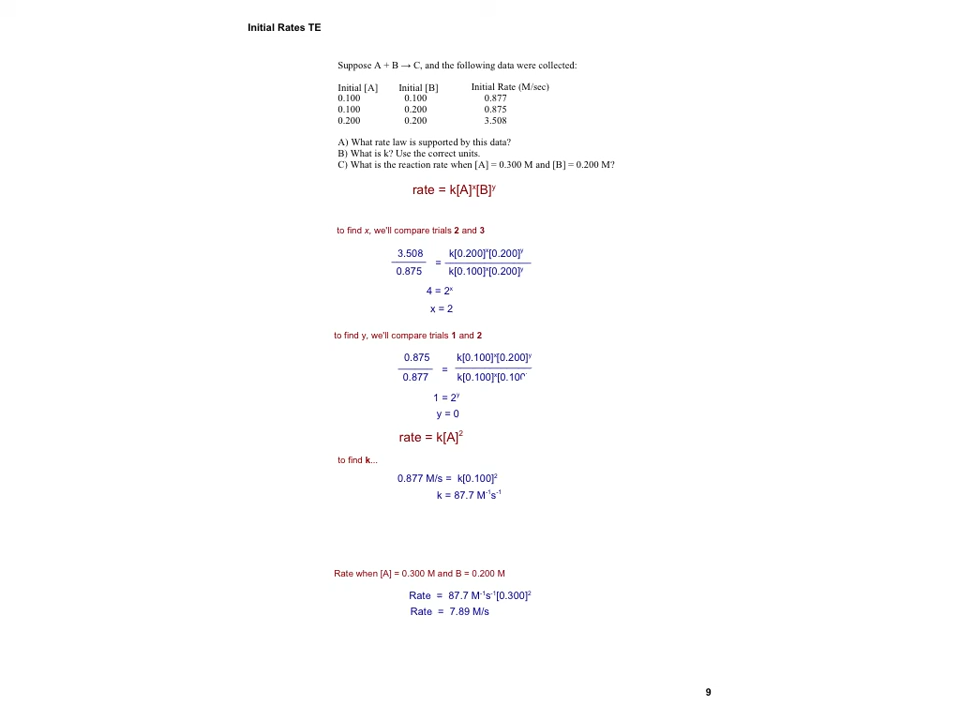 Initial Rates TE
Suppose A + B → C, and the following data were collected:
Initial [A] Initial [B] Initial Rate (M/sec)
0.100 0.100 0.877
0.100 0.200 0.875
0.200 0.200 3.508
A) What rate law is supported by this data?
B) What is k? Use the correct units.
C) What is the reaction rate when [A] = 0.300 M and [B] = 0.200 M?
rate = k[A]ˣ[B]ʸ
to find x, we'll compare trials 2 and 3
3.508 k[0.200]ˣ[0.200]ʸ
=
0.875 k[0.100]ˣ[0.200]ʸ
4 = 2ˣ
x = 2
to find y, we'll compare trials 1 and 2
0.875 k[0.100]ˣ[0.200]ʸ
=
0.877 k[0.100]ˣ[0.100
1 = 2ʸ
y = 0
rate = k[A]²
to find k...
0.877 M/s = k[0.100]²
k = 87.7 M⁻¹s⁻¹
Rate when [A] = 0.300 M and B = 0.200 M
Rate = 87.7 M⁻¹s⁻¹[0.300]²
Rate = 7.89 M/s
9